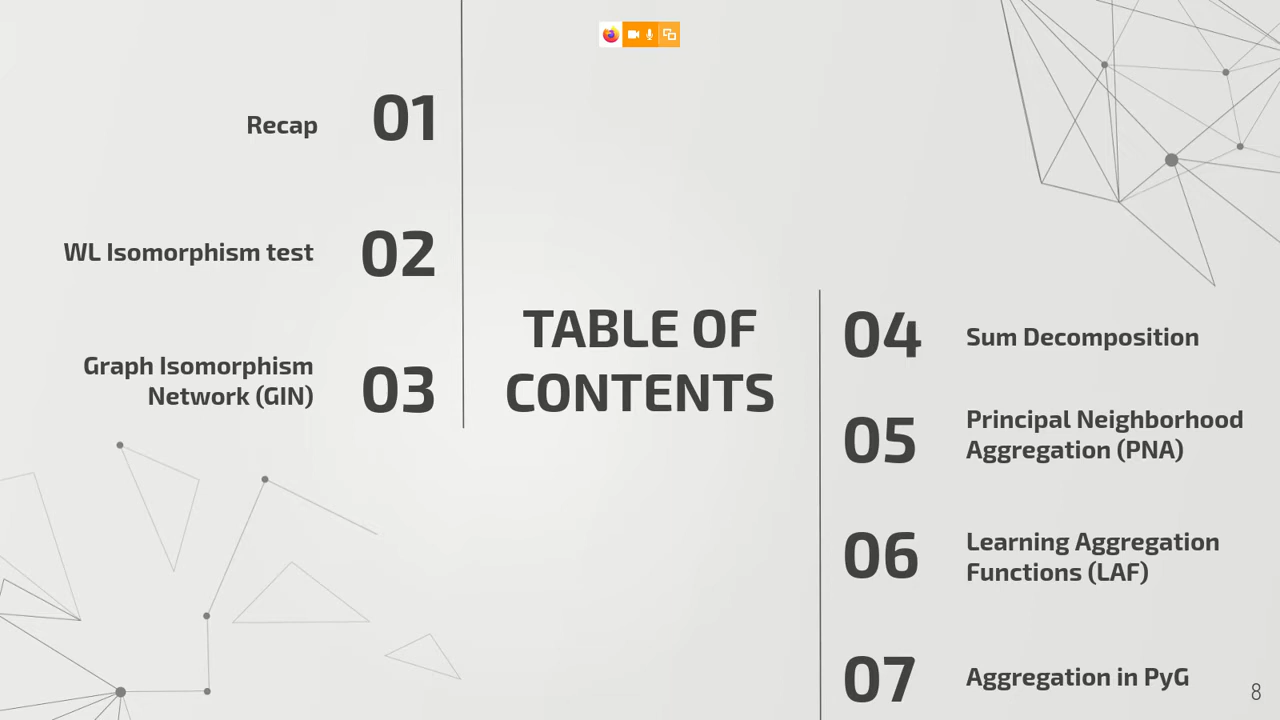 Recap 01
WL Isomorphism test 02
Graph Isomorphism
Network (GIN) 03
TABLE OF
CONTENTS
04 Sum Decomposition
05 Principal Neighborhood
Aggregation (PNA)
06 Learning Aggregation
Functions (LAF)
07 Aggregation in PyG
8